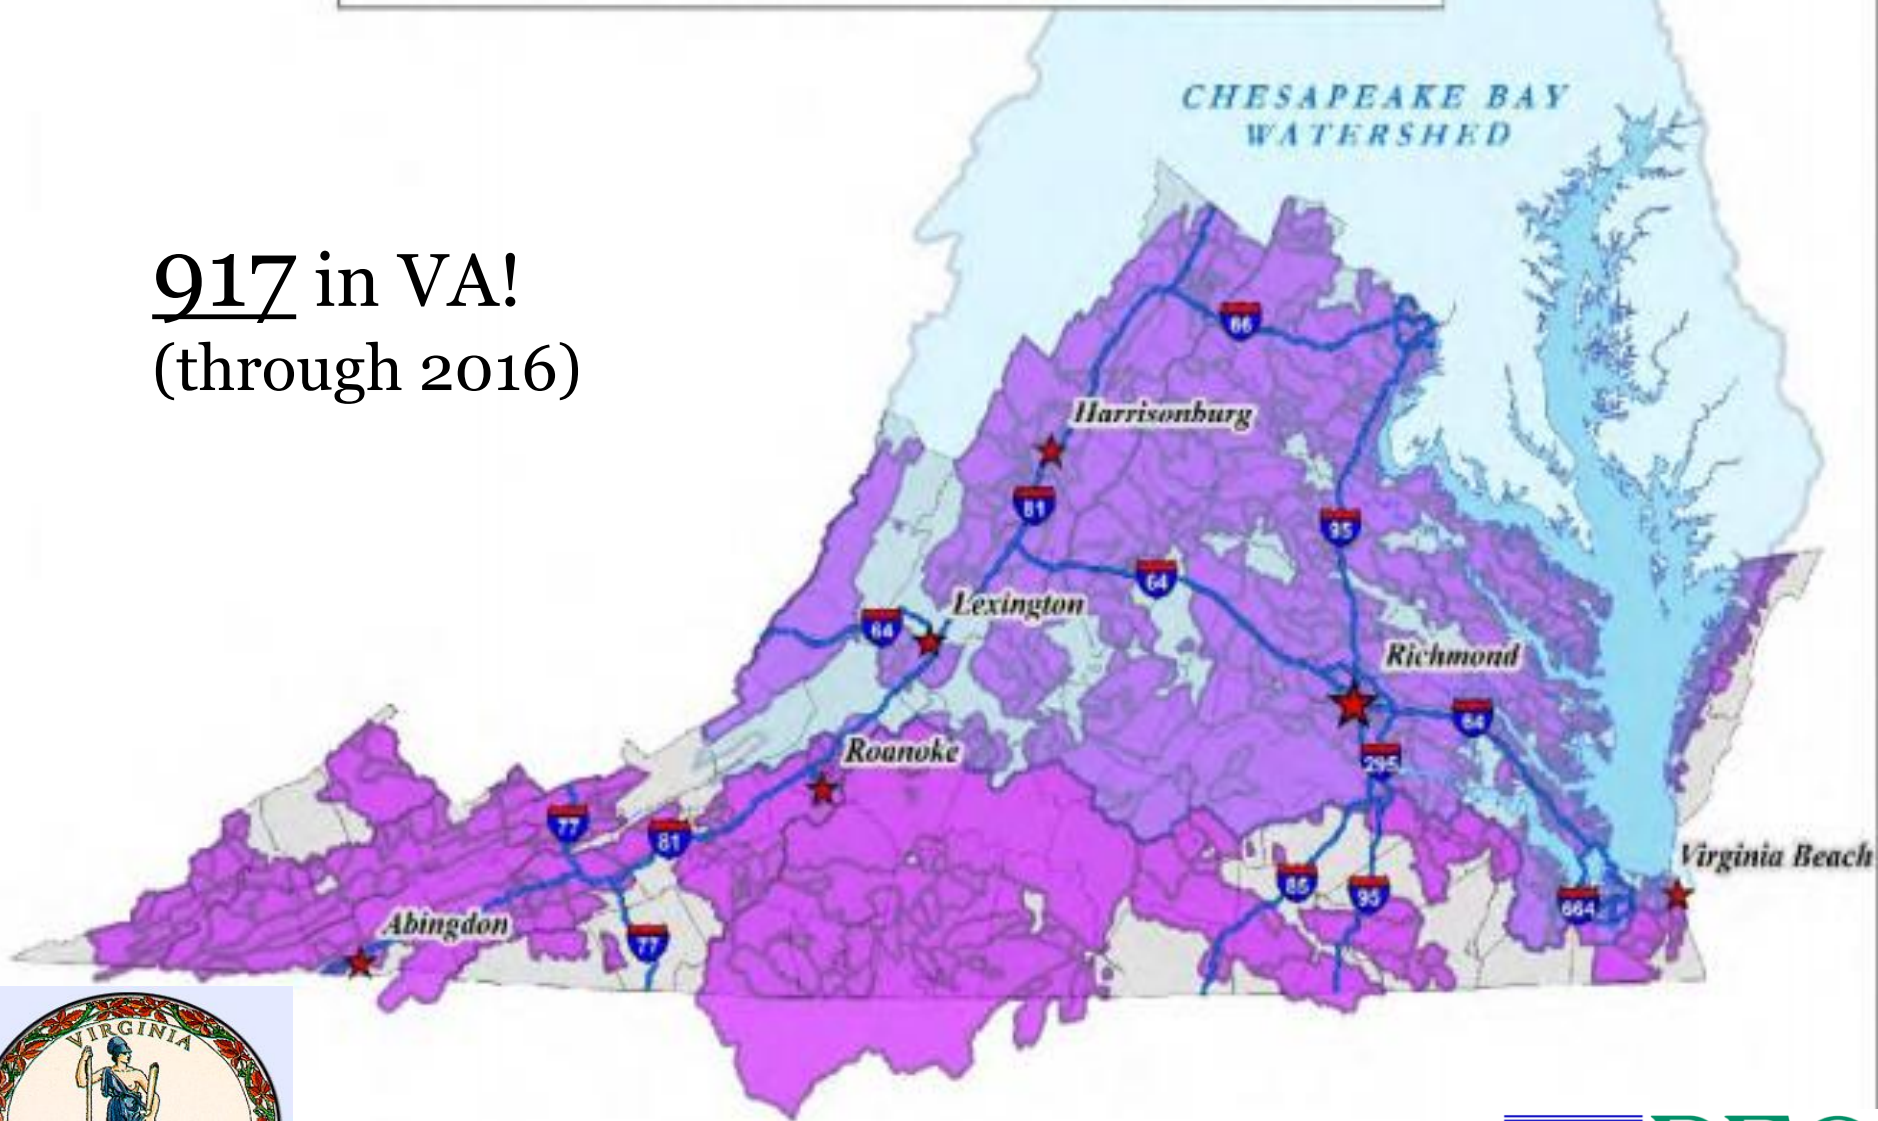 CHESAPEAKE BAY
WATERSHED
917 in VA!
(through 2016)
66
Harrisonburg
81
95
64
Lexington
64
Richmond
64
Roanoke
295
77
81
Virginia Beach
85
95
664
Abingdon
77
VIRGINIA